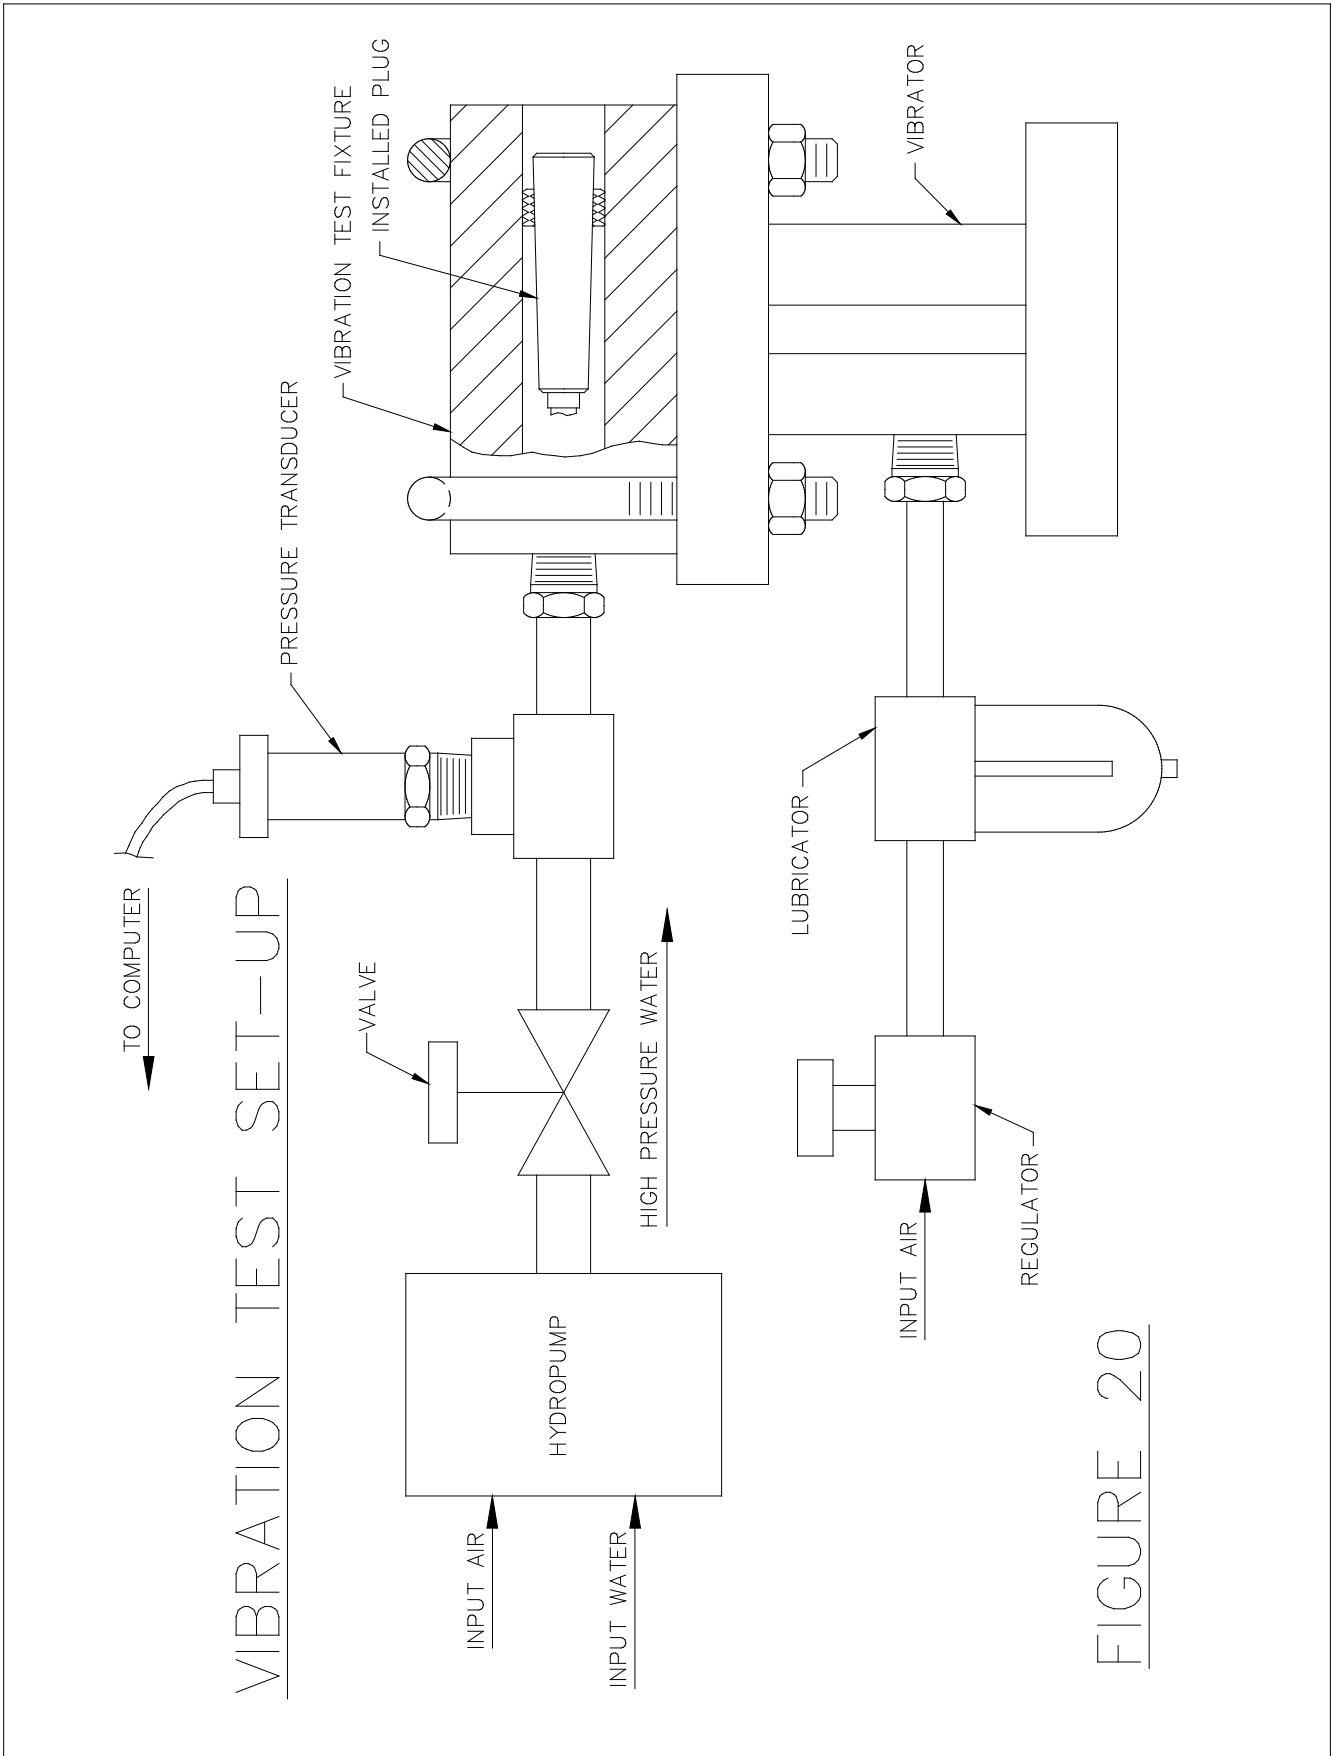 VIBRATION TEST SET-UP
TO COMPUTER
PRESSURE TRANSDUCER
VIBRATION TEST FIXTURE
INSTALLED PLUG
VALVE
HYDROPUMP
INPUT AIR
INPUT WATER
HIGH PRESSURE WATER
VIBRATOR
LUBRICATOR
INPUT AIR
REGULATOR
FIGURE 20